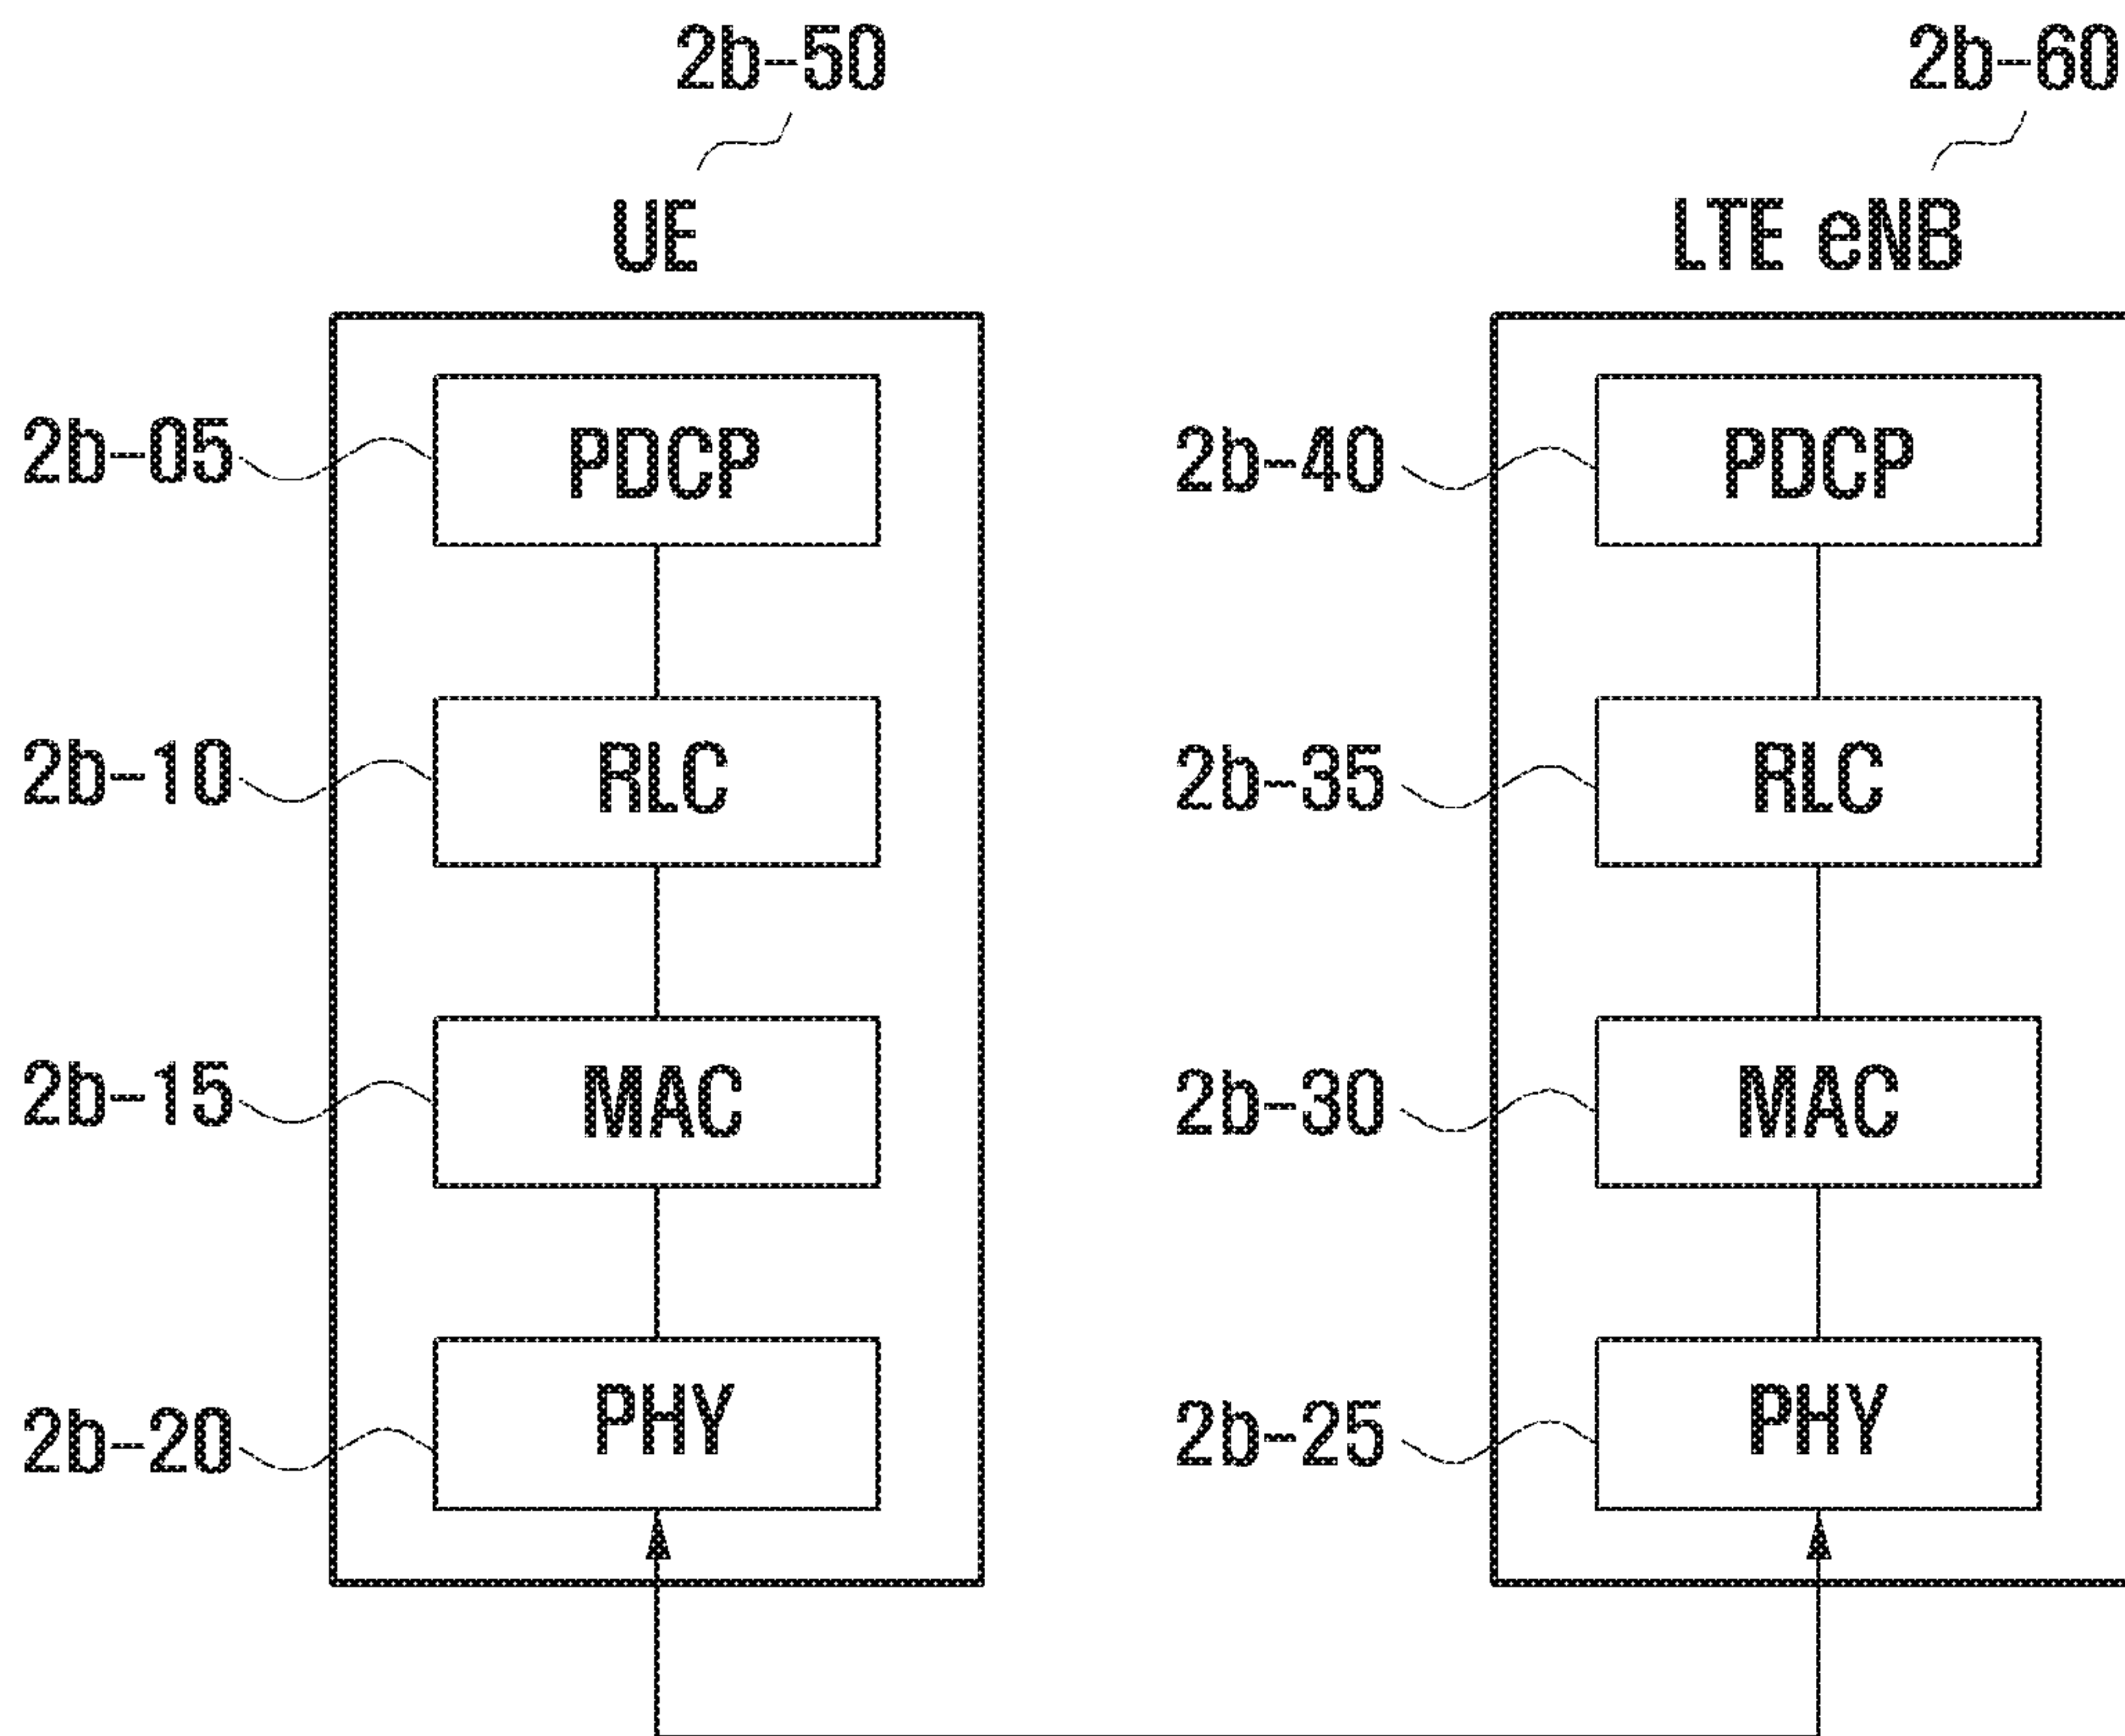 2b-50 2b-60
UE LTE eNB
2b-05 PDCP 2b-40 PDCP
2b-10 RLC 2b-35 RLC
2b-15 MAC 2b-30 MAC
2b-20 PHY 2b-25 PHY